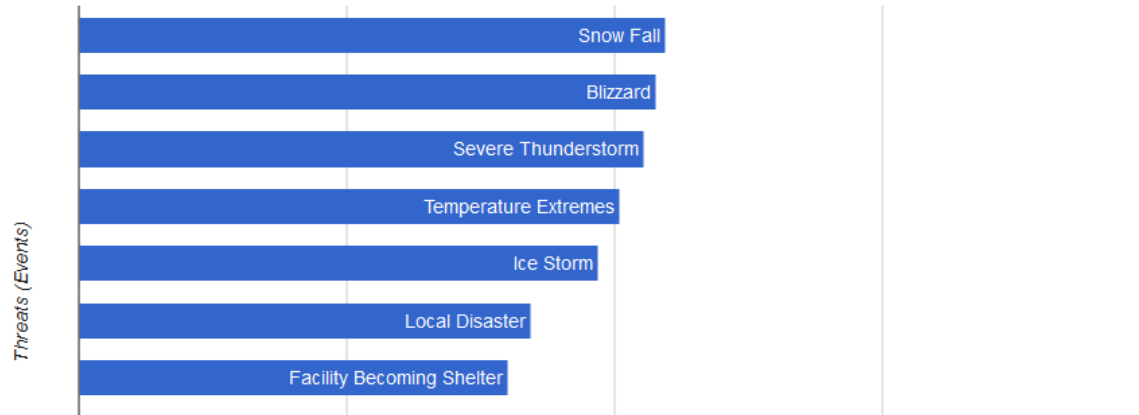 Snow Fall
Blizzard
Severe Thunderstorm
Temperature Extremes
Threats (Events)
Ice Storm
Local Disaster
Facility Becoming Shelter